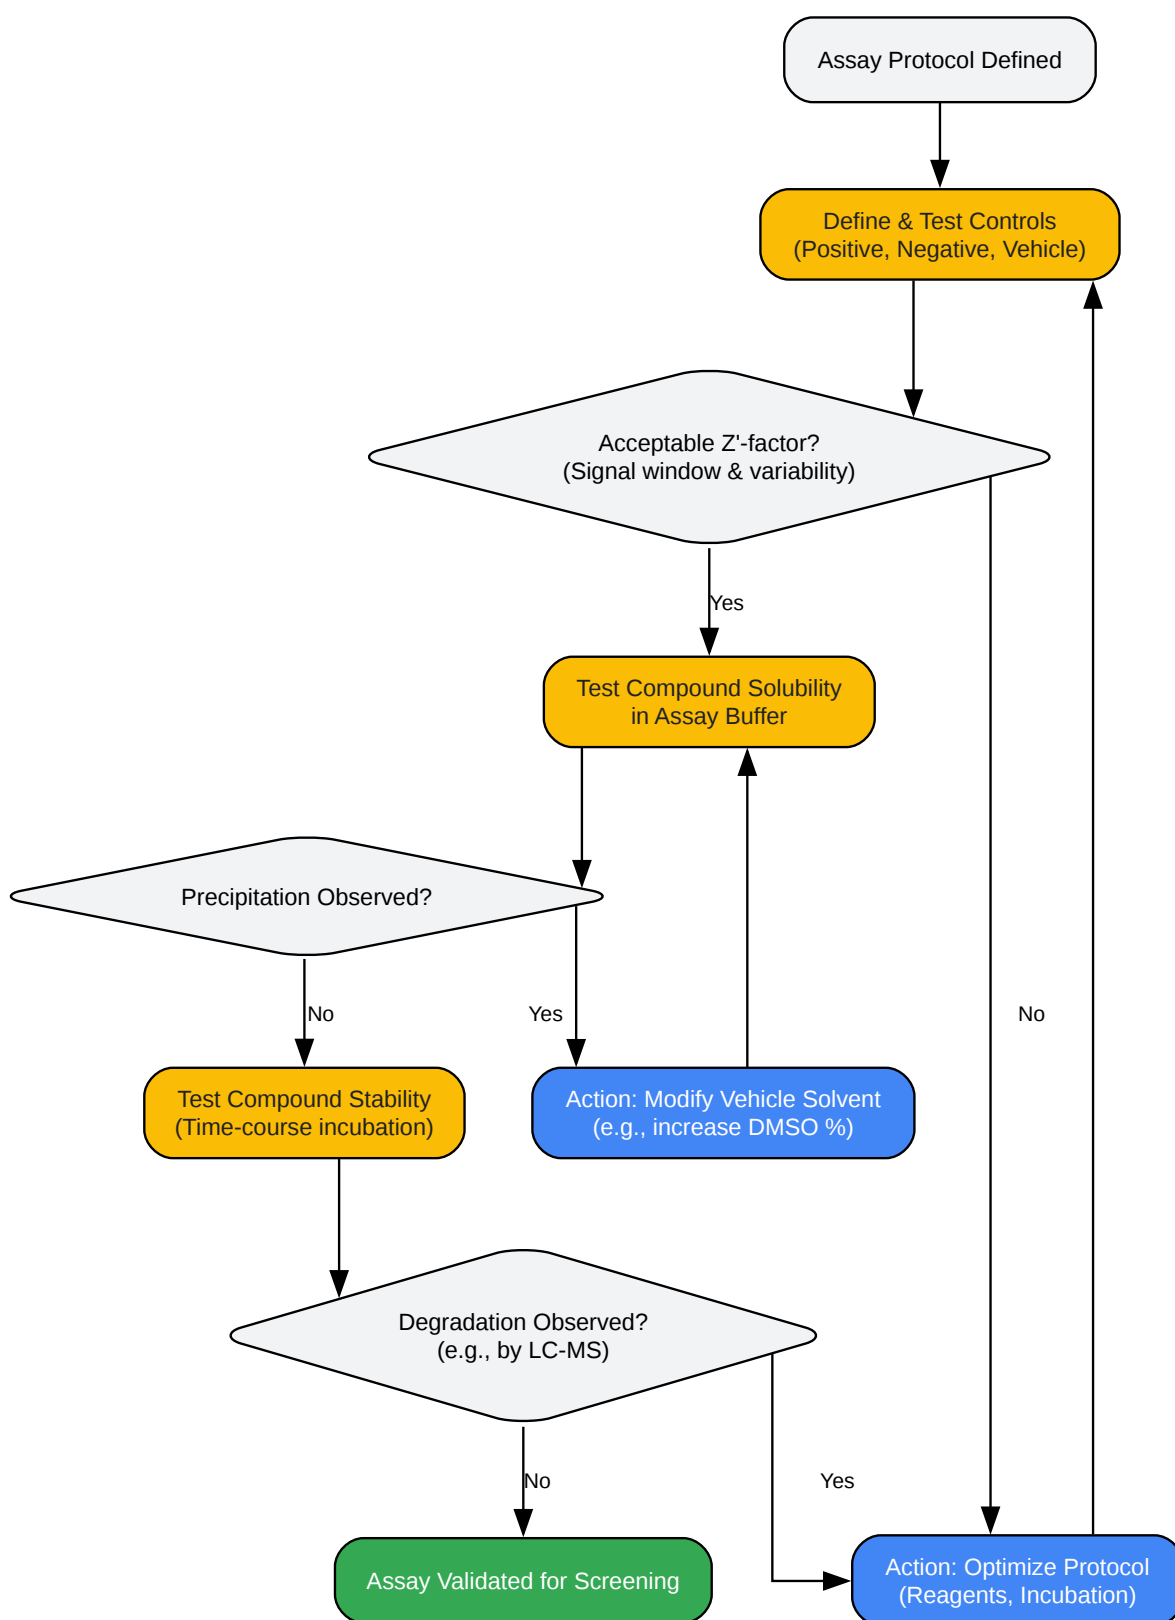 Assay Protocol Defined
Define & Test Controls
(Positive, Negative, Vehicle)
Acceptable Z'-factor?
(Signal window & variability)
Yes
Test Compound Solubility
in Assay Buffer
Precipitation Observed?
No
Yes
No
Test Compound Stability
(Time-course incubation)
Action: Modify Vehicle Solvent
(e.g., increase DMSO %)
Degradation Observed?
(e.g., by LC-MS)
No
Yes
Assay Validated for Screening
Action: Optimize Protocol
(Reagents, Incubation)